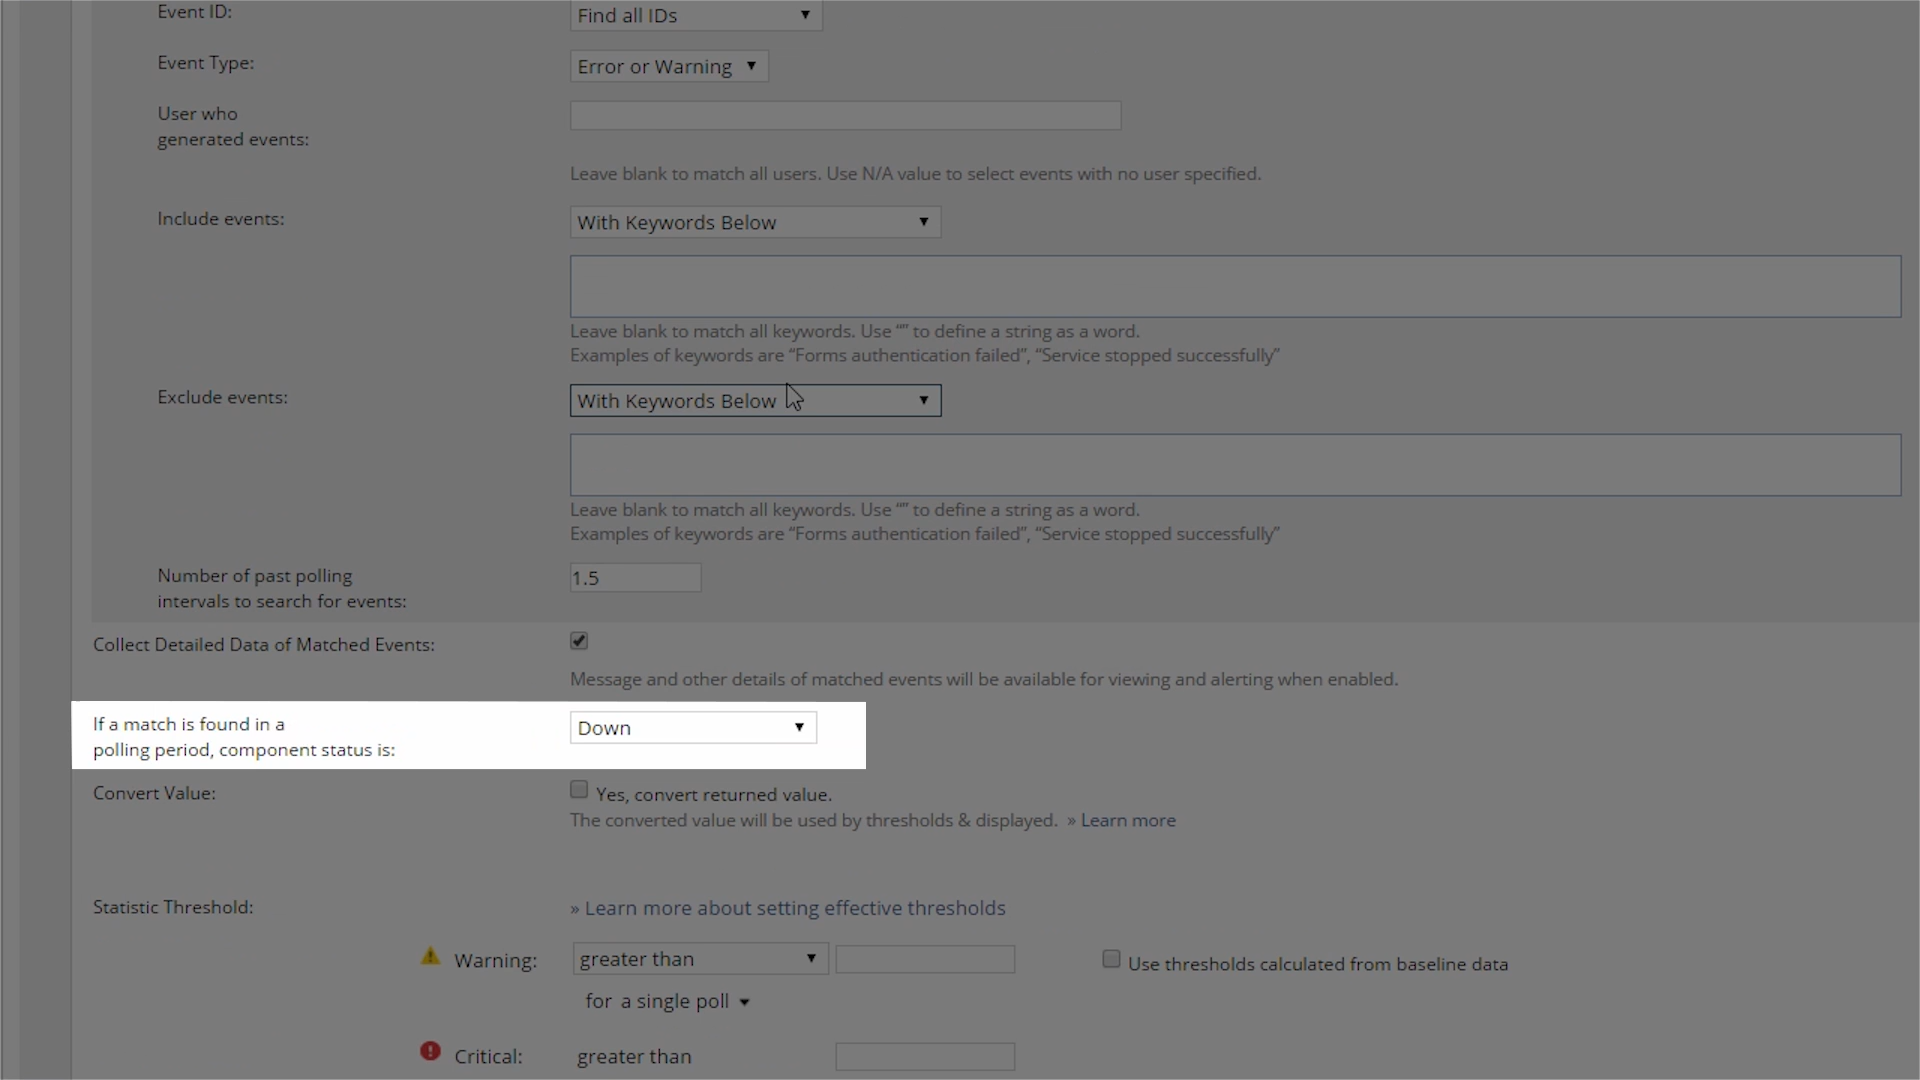 Event ID: Find all IDs
Event Type: Error or Warning
User who
generated events:
Leave blank to match all users. Use N/A value to select events with no user specified.
Include events: With Keywords Below
Leave blank to match all keywords. Use “” to define a string as a word.
Examples of keywords are “Forms authentication failed”, “Service stopped successfully”
Exclude events: With Keywords Below
Leave blank to match all keywords. Use “” to define a string as a word.
Examples of keywords are “Forms authentication failed”, “Service stopped successfully”
Number of past polling
intervals to search for events: 1.5
Collect Detailed Data of Matched Events:
Message and other details of matched events will be available for viewing and alerting when enabled.
If a match is found in a
polling period, component status is: Down
Convert Value: Yes, convert returned value.
The converted value will be used by thresholds & displayed. » Learn more
Statistic Threshold: » Learn more about setting effective thresholds
Warning: greater than Use thresholds calculated from baseline data
for a single poll
Critical: greater than